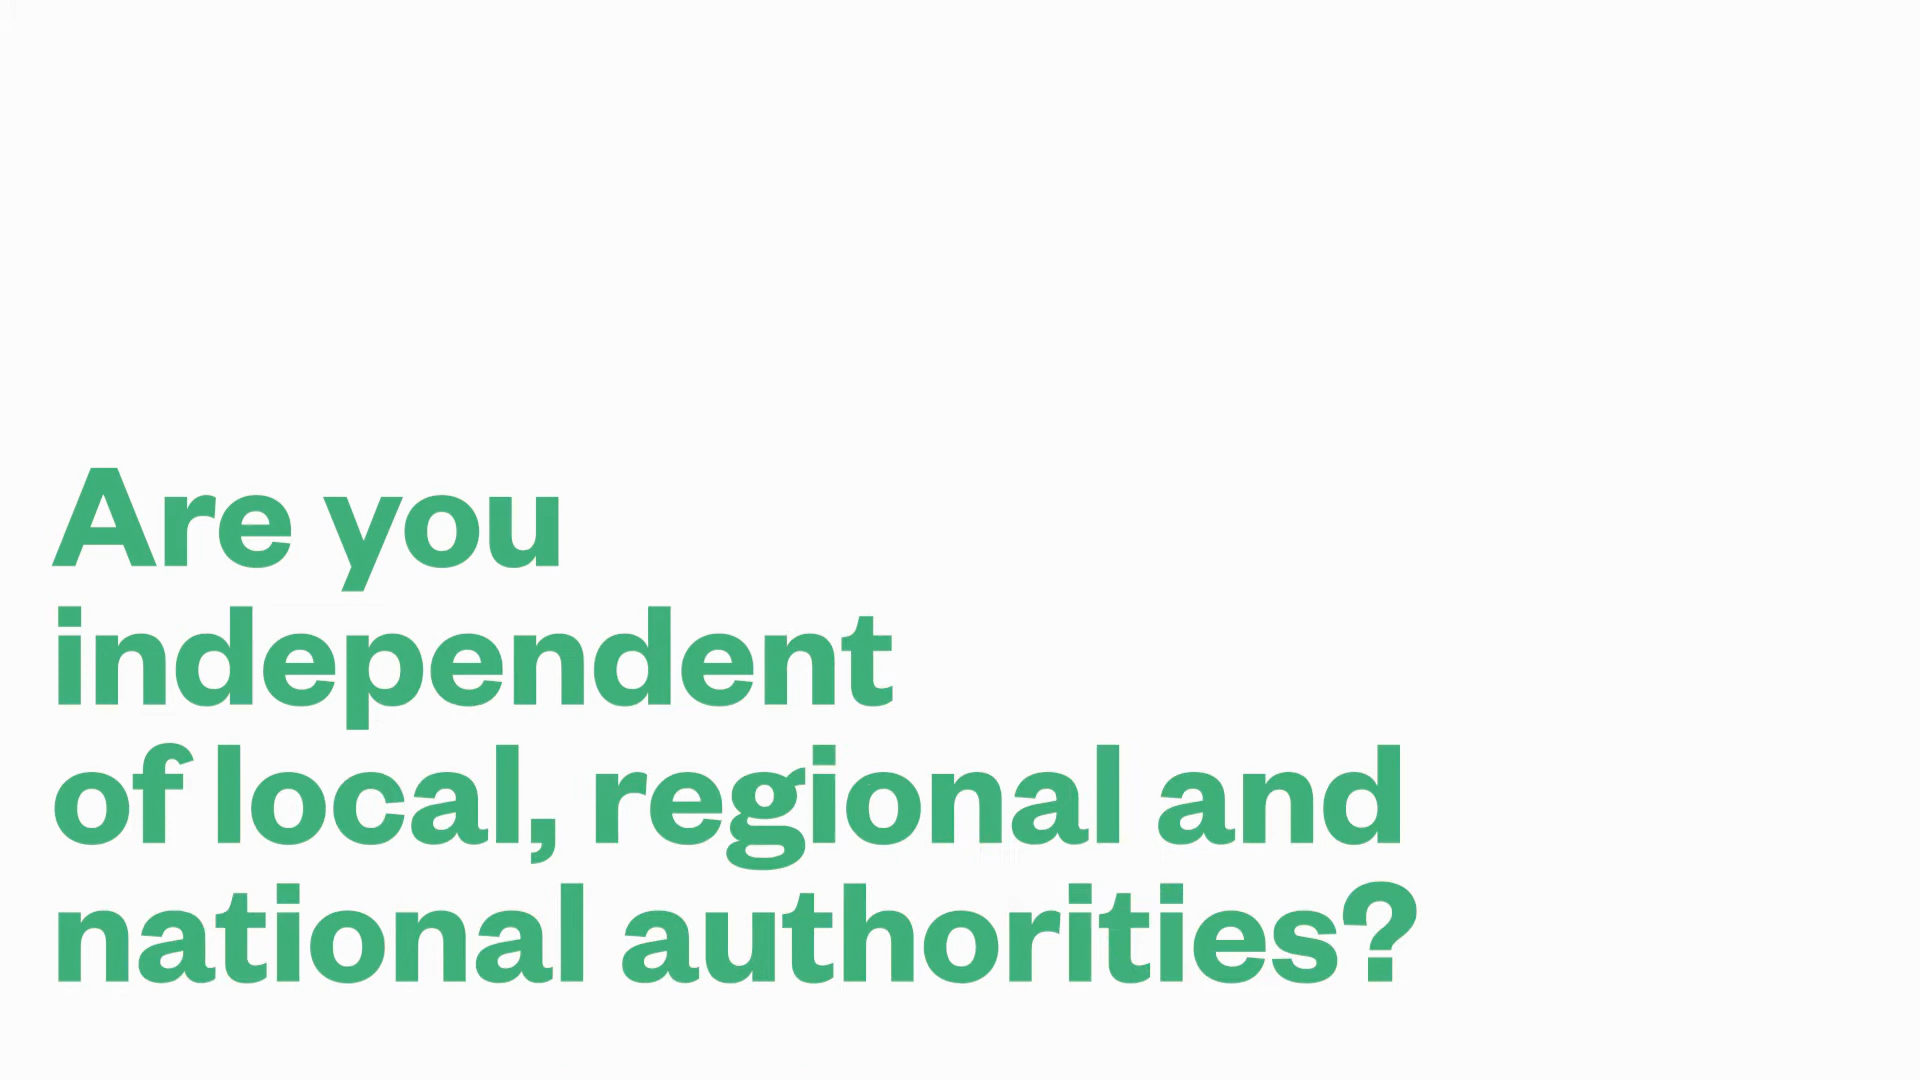 Are you
independent
of local, regional and
national authorities?